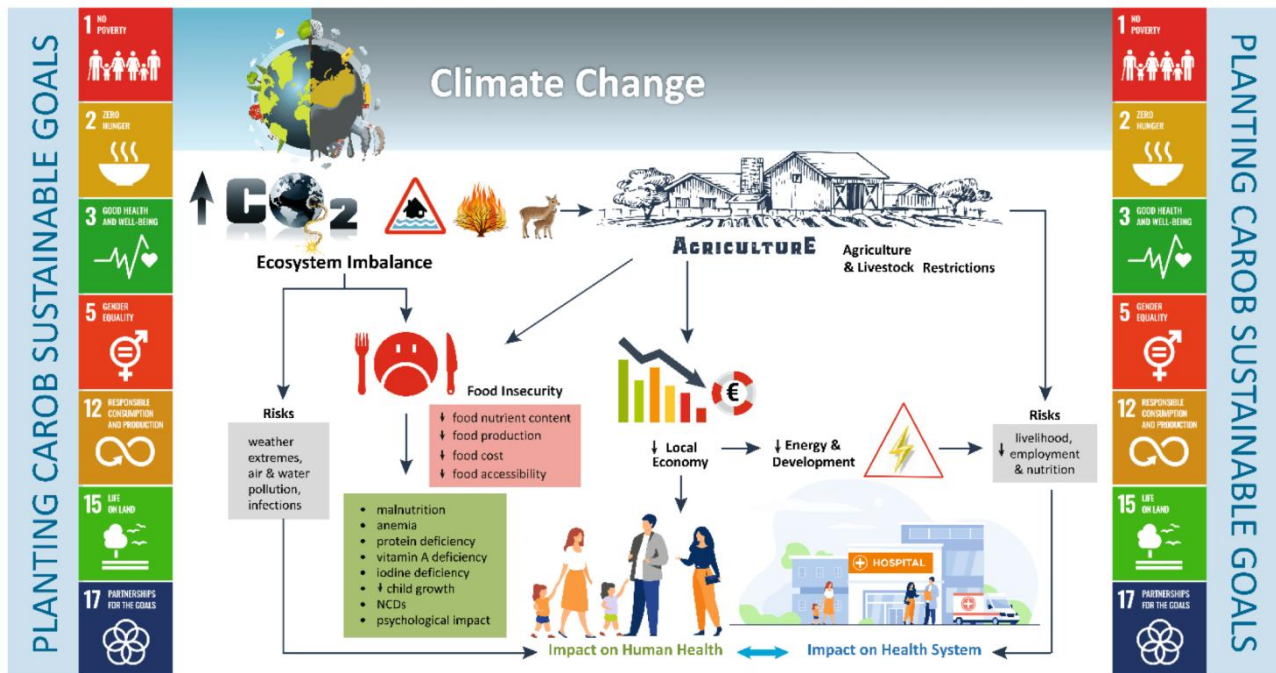 PLANTING CAROB SUSTAINABLE GOALS
1 NO
POVERTY
2 ZERO
HUNGER
3 GOOD HEALTH
AND WELL-BEING
5 GENDER
EQUALITY
12 RESPONSIBLE
CONSUMPTION
AND PRODUCTION
15 LIFE
ON LAND
17 PARTNERSHIPS
FOR THE GOALS
Climate Change
CO2
Ecosystem Imbalance
AGRICULTURE
Agriculture
& Livestock Restrictions
Food Insecurity
↓ food nutrient content
↓ food production
↓ food cost
↓ food accessibility
Risks
weather
extremes,
air & water
pollution,
infections
• malnutrition
• anemia
• protein deficiency
• vitamin A deficiency
• iodine deficiency
• ↓ child growth
• NCDs
• psychological impact
€
↓ Local
Economy
↓ Energy &
Development
Risks
↓ livelihood,
employment
& nutrition
HOSPITAL
Impact on Human Health
Impact on Health System
1 NO
POVERTY
2 ZERO
HUNGER
3 GOOD HEALTH
AND WELL-BEING
5 GENDER
EQUALITY
12 RESPONSIBLE
CONSUMPTION
AND PRODUCTION
15 LIFE
ON LAND
17 PARTNERSHIPS
FOR THE GOALS
PLANTING CAROB SUSTAINABLE GOALS